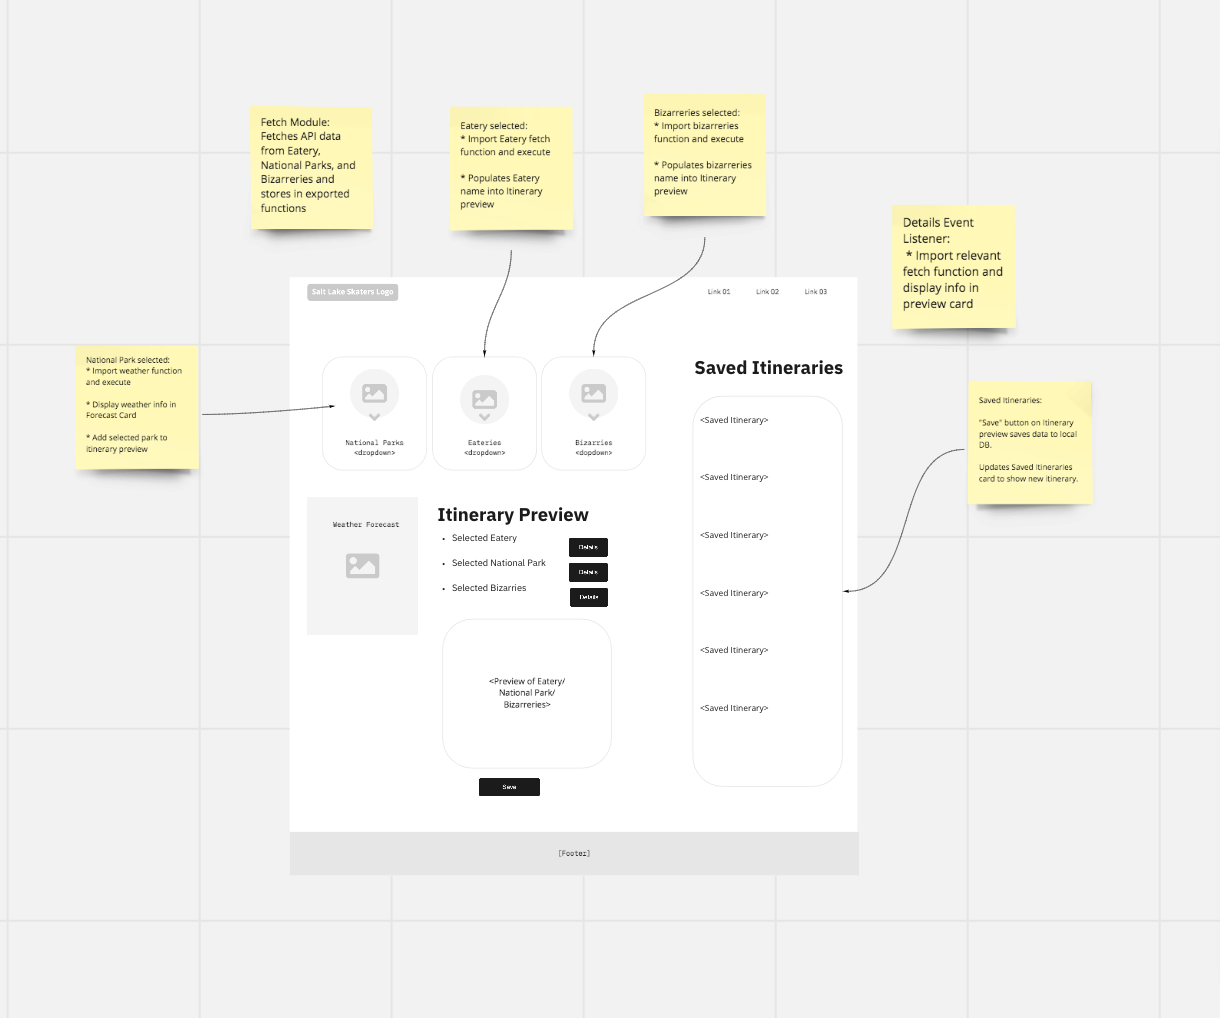 Fetch Module:
Fetches API data
from Eatery,
National Parks, and
Bizarreries and
stores in exported
functions
Eatery selected:
* Import Eatery fetch
function and execute
* Populates Eatery
name into Itinerary
preview
Bizarreries selected:
* Import bizarreries
function and execute
* Populates bizarreries
name into Itinerary
preview
Details Event
Listener:
* Import relevant
fetch function and
display info in
preview card
National Park selected:
* Import weather function
and execute
* Display weather info in
Forecast Card
* Add selected park to
itinerary preview
Saved Itineraries:
"Save" button on Itinerary
preview saves data to local
DB.
Updates Saved Itineraries
card to show new itinerary.
Salt Lake Skaters Logo
Link 01
Link 02
Link 03
National Parks
<dropdown>
Eateries
<dropdown>
Bizarries
<dopdown>
Saved Itineraries
<Saved Itinerary>
<Saved Itinerary>
<Saved Itinerary>
<Saved Itinerary>
<Saved Itinerary>
<Saved Itinerary>
Weather Forecast
Itinerary Preview
• Selected Eatery
Details
• Selected National Park
Details
• Selected Bizarries
Details
<Preview of Eatery/
National Park/
Bizarreries>
Save
[Footer]